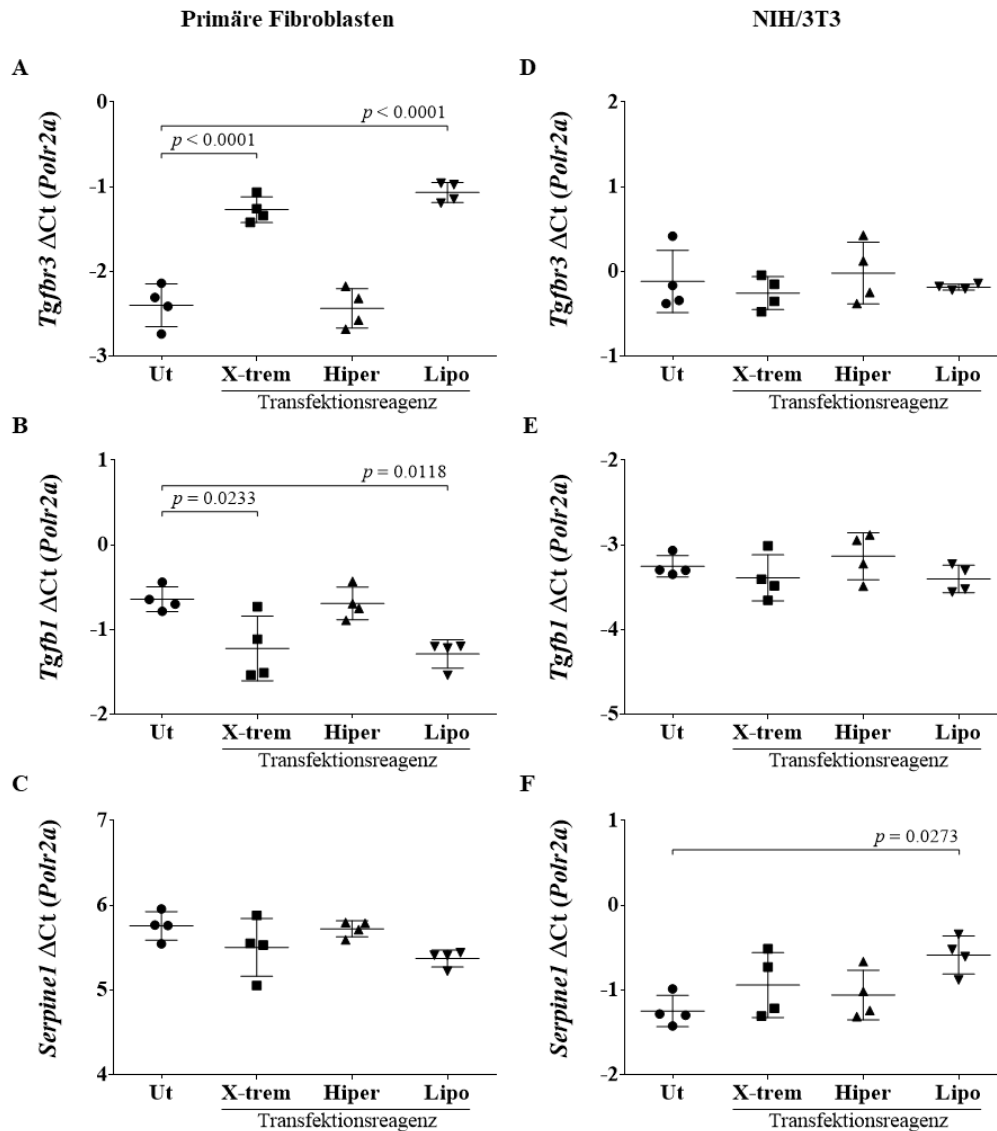 Primäre Fibroblasten
NIH/3T3
A
Tgfbr3 ΔCt (Polr2a)
0
-1
-2
-3
p < 0.0001
p < 0.0001
Ut X-trem Hiper Lipo
Transfektionsreagenz
D
Tgfbr3 ΔCt (Polr2a)
2
1
0
-1
Ut X-trem Hiper Lipo
Transfektionsreagenz
B
Tgfb1 ΔCt (Polr2a)
1
0
-1
-2
p = 0.0118
p = 0.0233
Ut X-trem Hiper Lipo
Transfektionsreagenz
E
Tgfb1 ΔCt (Polr2a)
-2
-3
-4
-5
Ut X-trem Hiper Lipo
Transfektionsreagenz
C
Serpine1 ΔCt (Polr2a)
7
6
5
4
Ut X-trem Hiper Lipo
Transfektionsreagenz
F
Serpine1 ΔCt (Polr2a)
1
0
-1
-2
p = 0.0273
Ut X-trem Hiper Lipo
Transfektionsreagenz